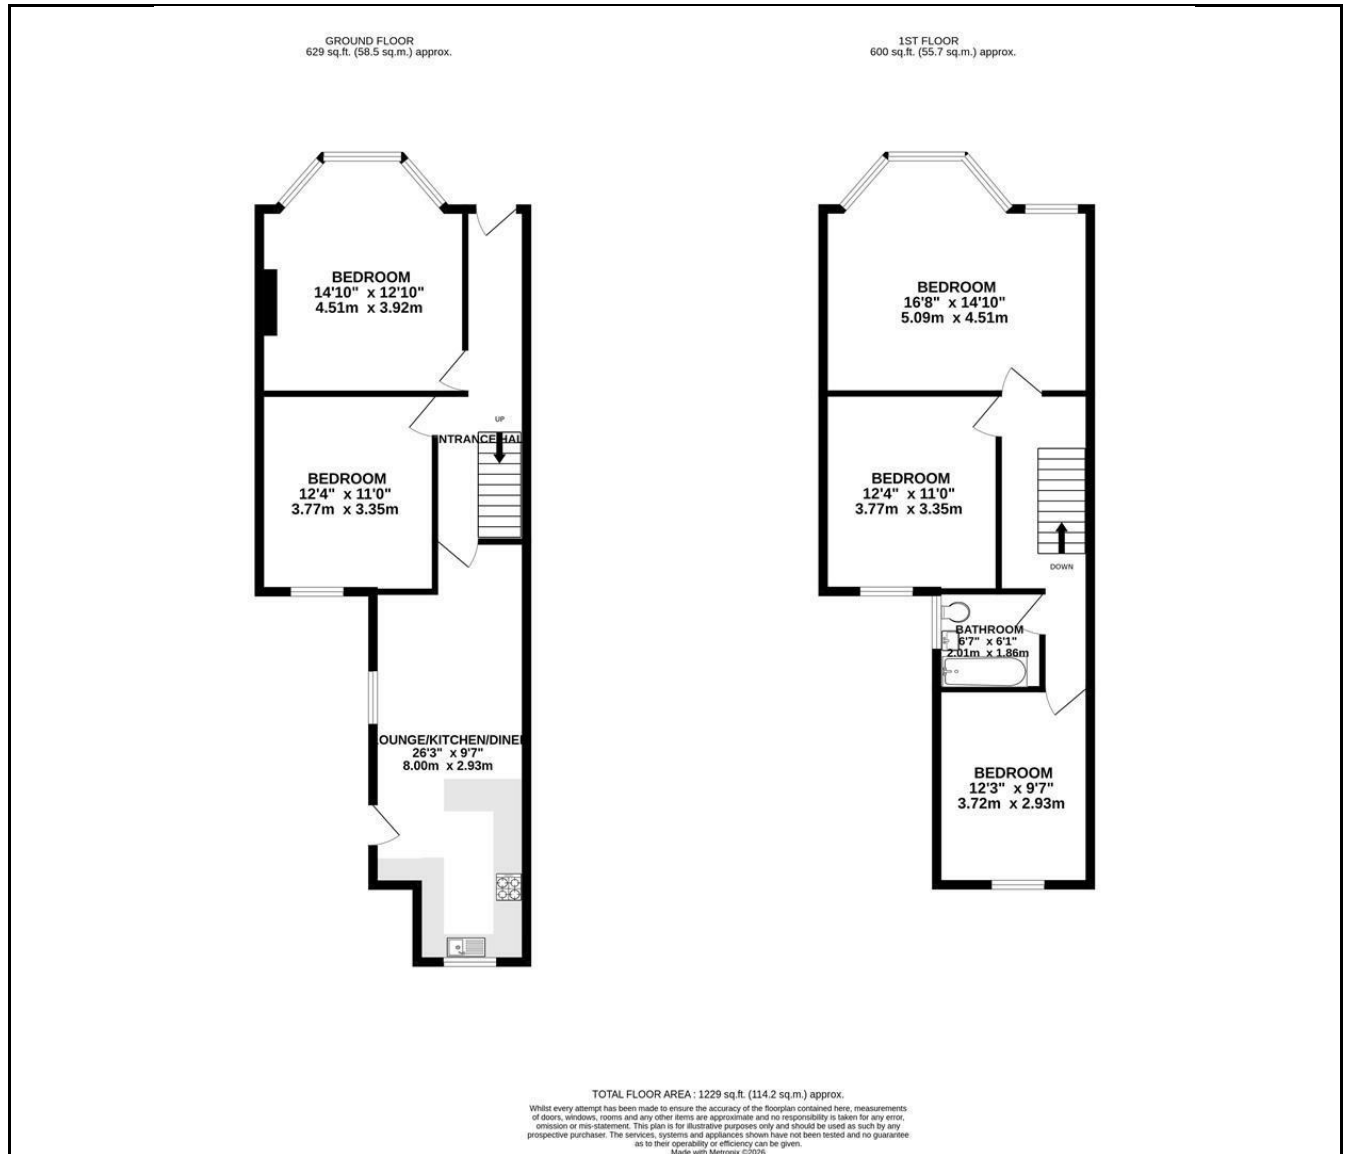 GROUND FLOOR
629 sq.ft. (58.5 sq.m.) approx.
1ST FLOOR
600 sq.ft. (55.7 sq.m.) approx.
BEDROOM
14'10" x 12'10"
4.51m x 3.92m
BEDROOM
16'8" x 14'10"
5.09m x 4.51m
UP
NTRANCE HAL
BEDROOM
12'4" x 11'0"
3.77m x 3.35m
BEDROOM
12'4" x 11'0"
3.77m x 3.35m
DOWN
BATHROOM
6'7" x 6'1"
2.01m x 1.86m
OUNGE/KITCHEN/DINE
26'3" x 9'7"
8.00m x 2.93m
BEDROOM
12'3" x 9'7"
3.72m x 2.93m
TOTAL FLOOR AREA : 1229 sq.ft. (114.2 sq.m.) approx.
Whilst every attempt has been made to ensure the accuracy of the floorplan contained here, measurements
of doors, windows, rooms and any other items are approximate and no responsibility is taken for any error,
omission or mis-statement. This plan is for illustrative purposes only and should be used as such by any
prospective purchaser. The services, systems and appliances shown have not been tested and no guarantee
as to their operability or efficiency can be given.
Made with Metropix ©2026